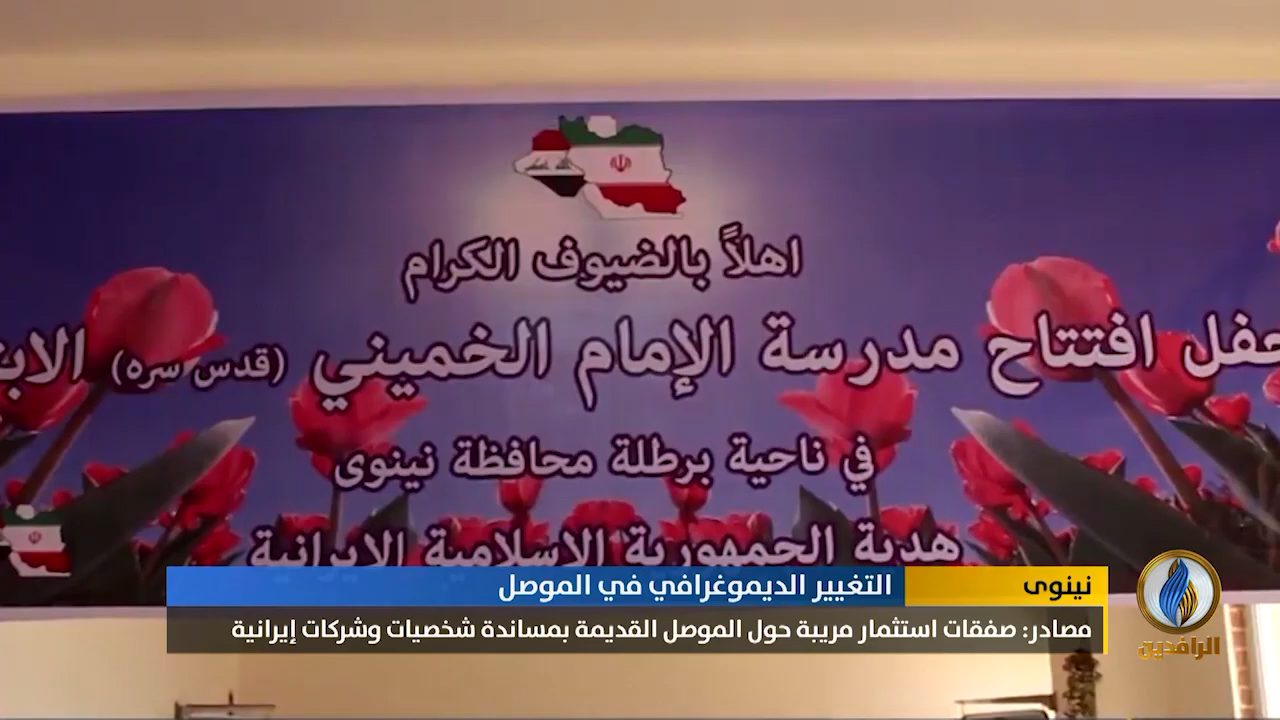 اهلاً بالضيوف الكرام
حفل افتتاح مدرسة الإمام الخميني (قدس سره)
في ناحية برطلة محافظة نينوى
هدية الجمهورية الاسلامية الايرانية
نينوى
التغيير الديموغرافي في الموصل
مصادر: صفقات استثمار مريبة حول الموصل القديمة بمساندة شخصيات وشركات إيرانية
الرافدين